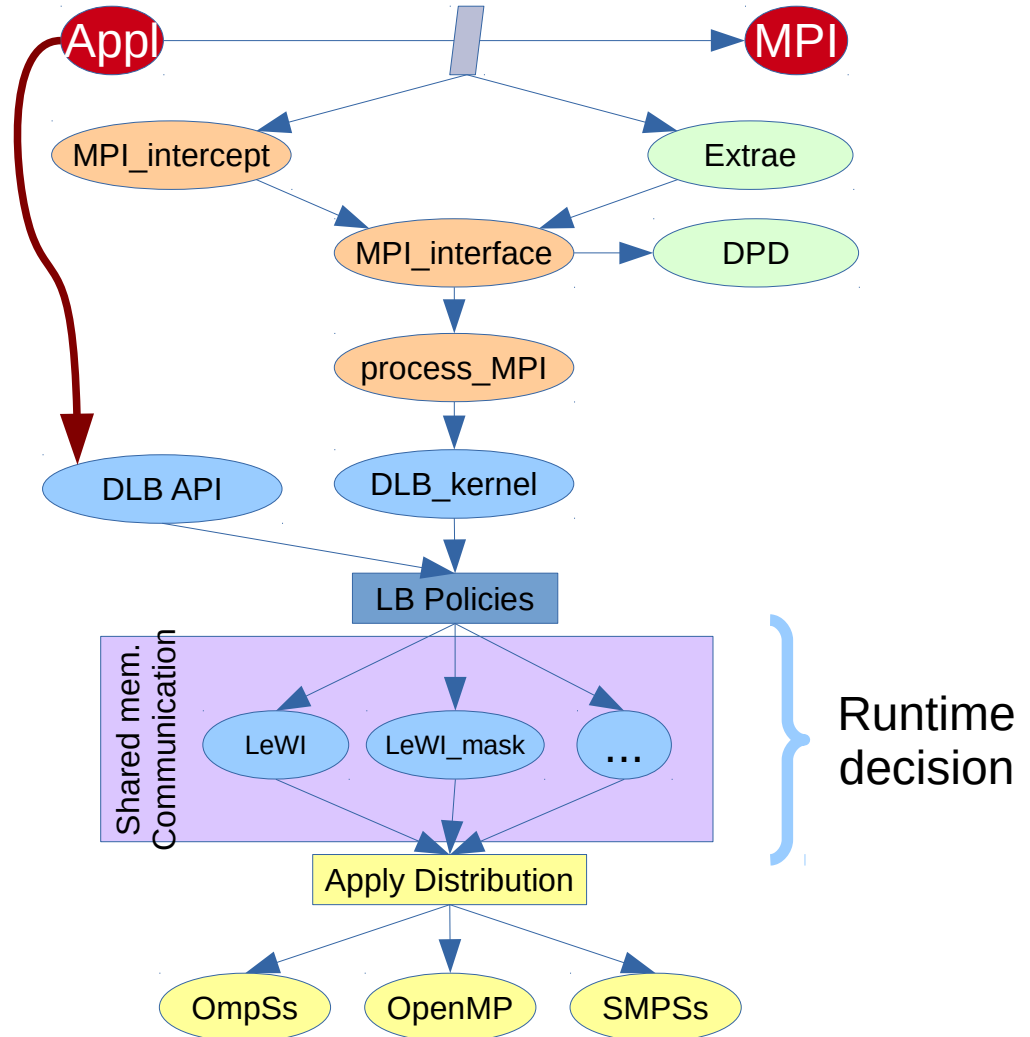 Appl
MPI
MPI_intercept
Extrae
MPI_interface
DPD
process_MPI
DLB API
DLB_kernel
LB Policies
Shared mem.
Communication
LeWI
LeWI_mask
...
Runtime
decision
Apply Distribution
OmpSs
OpenMP
SMPSs